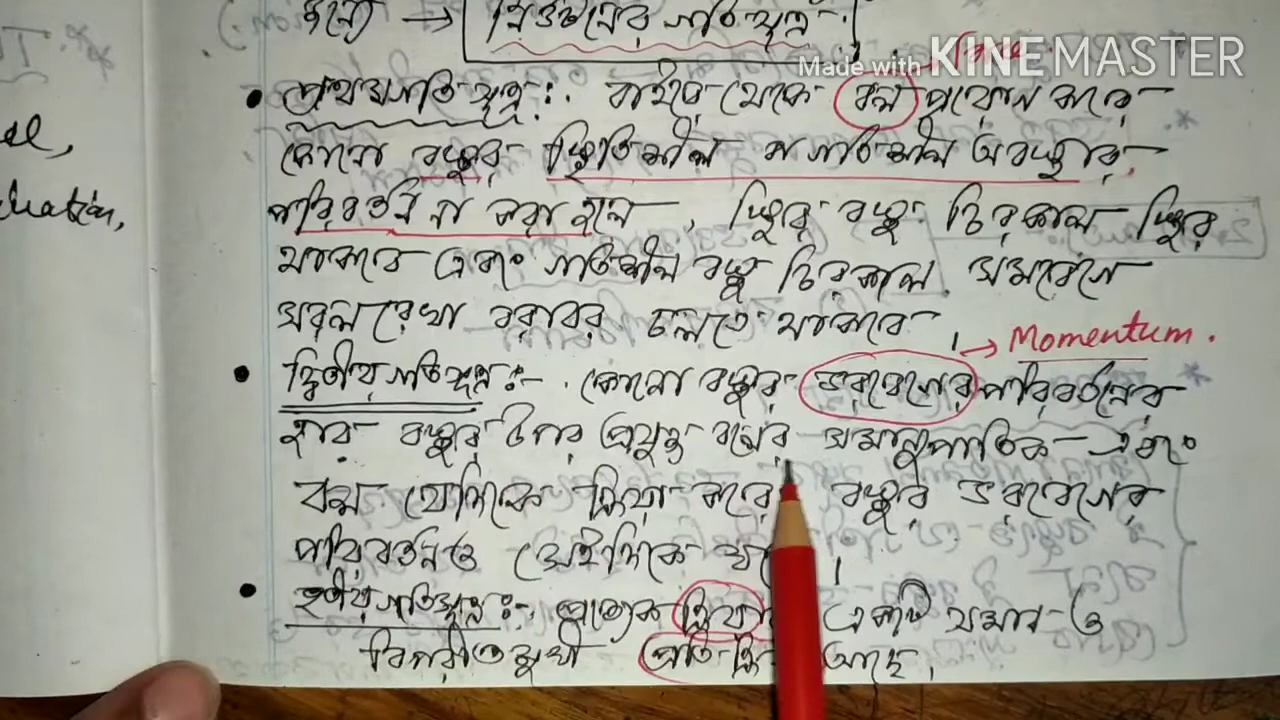 জন্যে → নিউটনের গতিসূত্র
Made with KINEMASTER
• প্রথম গতিসূত্র :- বাইরে থেকে বল প্রয়োগ করে
কোনো বস্তুর স্থিতিশীল বা গতিশীল অবস্থার
পরিবর্তন না করা হলে, স্থির বস্তু চিরকাল স্থির
থাকবে এবং গতিশীল বস্তু চিরকাল সমবেগে
সরলরেখা বরাবর চলতে থাকবে।
→ Momentum.
• দ্বিতীয় গতিসূত্র :- কোনো বস্তুর ভরবেগের পরিবর্তনের
হার বস্তুর উপর প্রযুক্ত বলের সমানুপাতিক এবং
বল যেদিকে ক্রিয়া করে বস্তুর ভরবেগের
পরিবর্তনও সেইদিকে
• তৃতীয় গতিসূত্র :- প্রত্যেক একটি সমান ও
বিপরীতমুখী আছে।